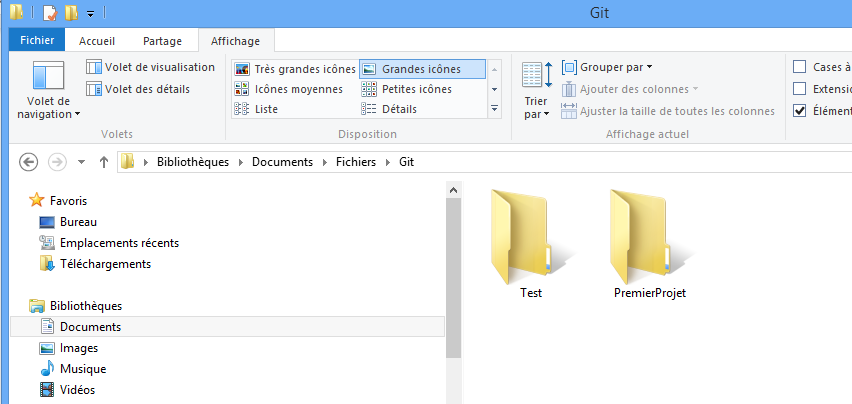 Git
Fichier Accueil Partage Affichage
Volet de navigation
Volet de visualisation
Volet des détails
Volets
Très grandes icônes Grandes icônes
Icônes moyennes Petites icônes
Liste Détails
Disposition
Trier par
Grouper par
Ajouter des colonnes
Ajuster la taille de toutes les colonnes
Affichage actuel
Cases à
Extensio
Élément
Bibliothèques Documents Fichiers Git
Favoris
Bureau
Emplacements récents
Téléchargements
Bibliothèques
Documents
Images
Musique
Vidéos
Test PremierProjet